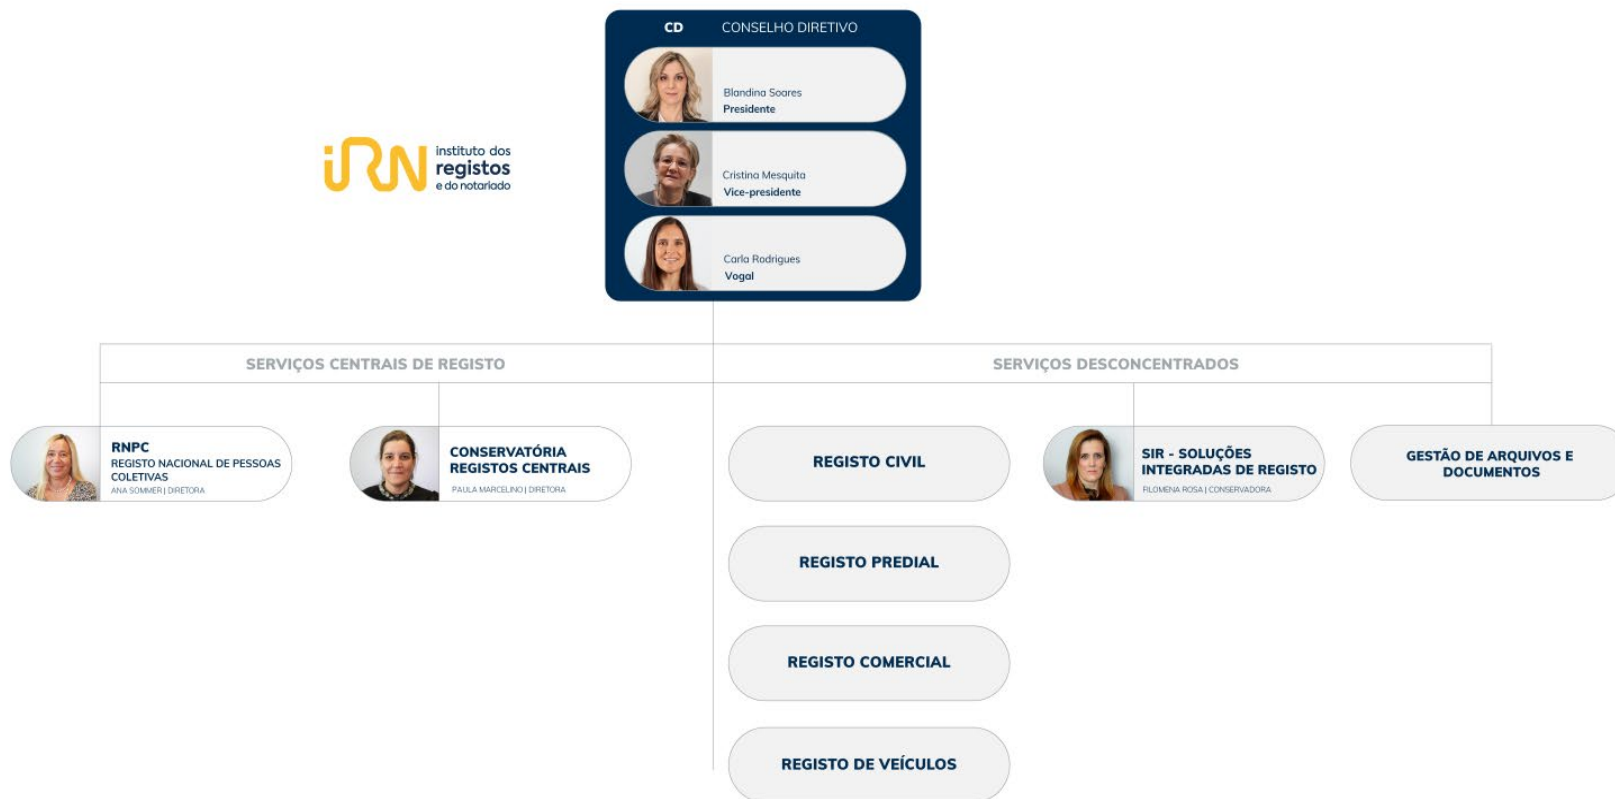 CD CONSELHO DIRETIVO
Blandina Soares
Presidente
iRN instituto dos
registos
e do notariado
Cristina Mesquita
Vice-presidente
Carla Rodrigues
Vogal
SERVIÇOS CENTRAIS DE REGISTO
SERVIÇOS DESCONCENTRADOS
RNPC
REGISTO NACIONAL DE PESSOAS
COLETIVAS
ANA SOMMER | DIRETORA
CONSERVATÓRIA
REGISTOS CENTRAIS
PAULA MARCELINO | DIRETORA
REGISTO CIVIL
SIR - SOLUÇÕES
INTEGRADAS DE REGISTO
FILOMENA ROSA | CONSERVADORA
GESTÃO DE ARQUIVOS E
DOCUMENTOS
REGISTO PREDIAL
REGISTO COMERCIAL
REGISTO DE VEÍCULOS